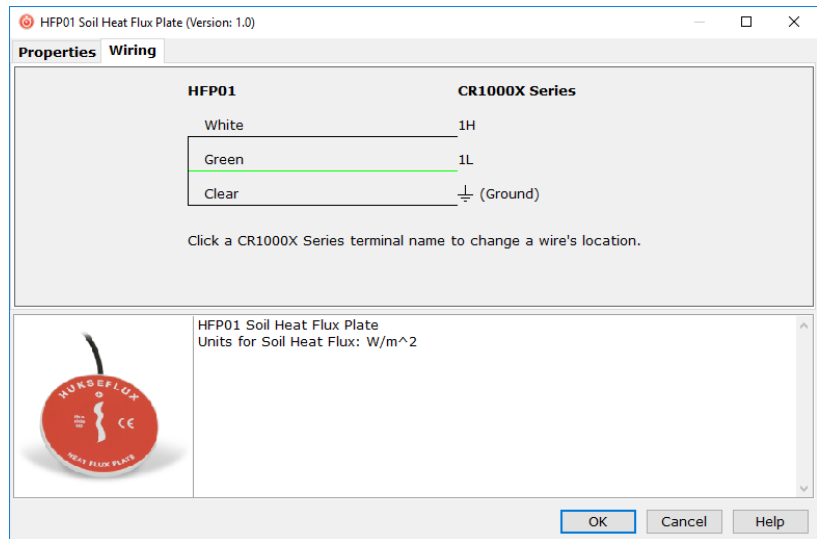 HFP01 Soil Heat Flux Plate (Version: 1.0)
Properties Wiring
HFP01 CR1000X Series
White 1H
Green 1L
Clear (Ground)
Click a CR1000X Series terminal name to change a wire's location.
HFP01 Soil Heat Flux Plate
Units for Soil Heat Flux: W/m^2
HUKSEFLUX
CE
HEAT FLUX PLATE
OK Cancel Help